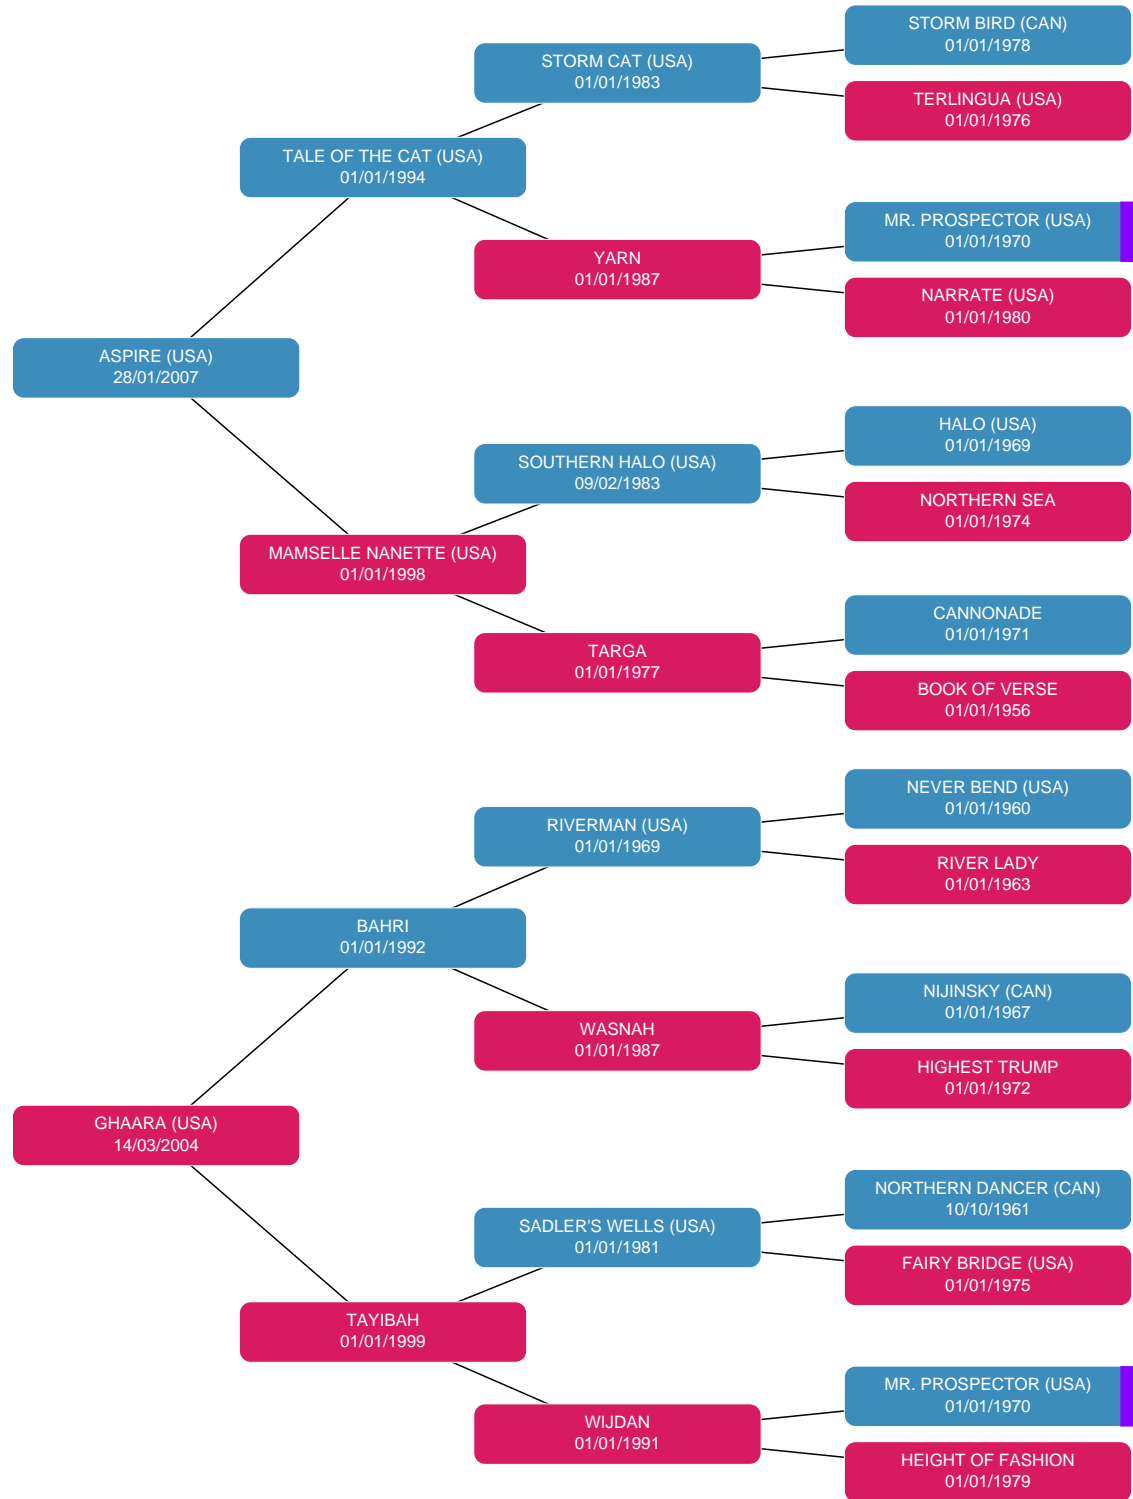 STORM BIRD (CAN)
01/01/1978
STORM CAT (USA)
01/01/1983
TERLINGUA (USA)
01/01/1976
TALE OF THE CAT (USA)
01/01/1994
MR. PROSPECTOR (USA)
01/01/1970
YARN
01/01/1987
NARRATE (USA)
01/01/1980
ASPIRE (USA)
28/01/2007
HALO (USA)
01/01/1969
SOUTHERN HALO (USA)
09/02/1983
NORTHERN SEA
01/01/1974
MAMSELLE NANETTE (USA)
01/01/1998
CANNONADE
01/01/1971
TARGA
01/01/1977
BOOK OF VERSE
01/01/1956
NEVER BEND (USA)
01/01/1960
RIVERMAN (USA)
01/01/1969
RIVER LADY
01/01/1963
BAHRI
01/01/1992
NIJINSKY (CAN)
01/01/1967
WASNAH
01/01/1987
HIGHEST TRUMP
01/01/1972
GHAARA (USA)
14/03/2004
NORTHERN DANCER (CAN)
10/10/1961
SADLER'S WELLS (USA)
01/01/1981
FAIRY BRIDGE (USA)
01/01/1975
TAYIBAH
01/01/1999
MR. PROSPECTOR (USA)
01/01/1970
WIJDAN
01/01/1991
HEIGHT OF FASHION
01/01/1979